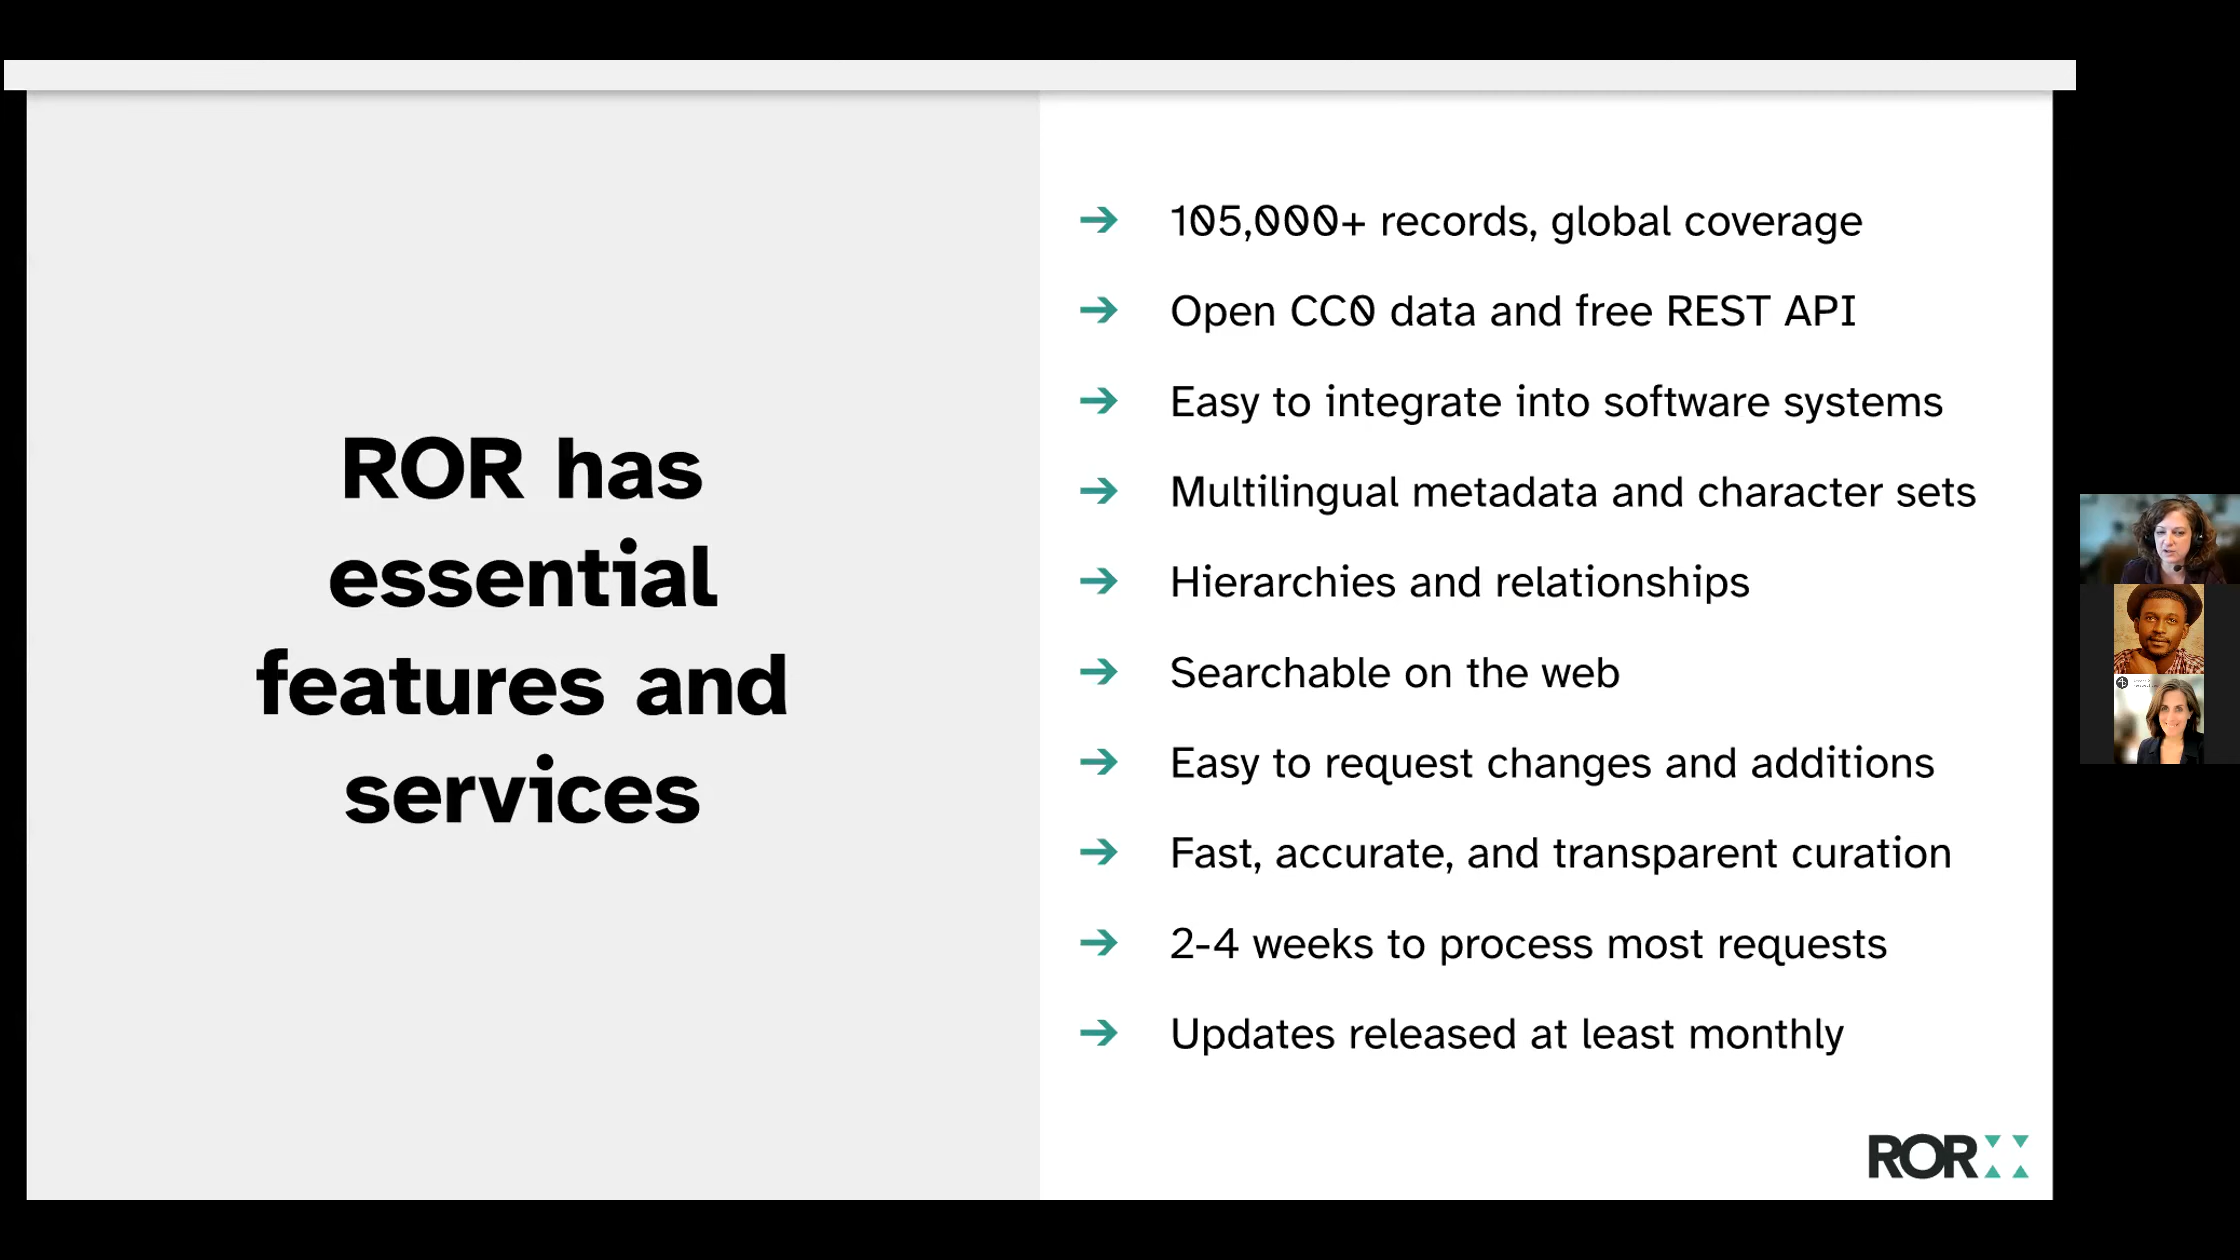 ROR has
essential
features and
services
➔ 105,000+ records, global coverage
➔ Open CC0 data and free REST API
➔ Easy to integrate into software systems
➔ Multilingual metadata and character sets
➔ Hierarchies and relationships
➔ Searchable on the web
➔ Easy to request changes and additions
➔ Fast, accurate, and transparent curation
➔ 2-4 weeks to process most requests
➔ Updates released at least monthly
ROR